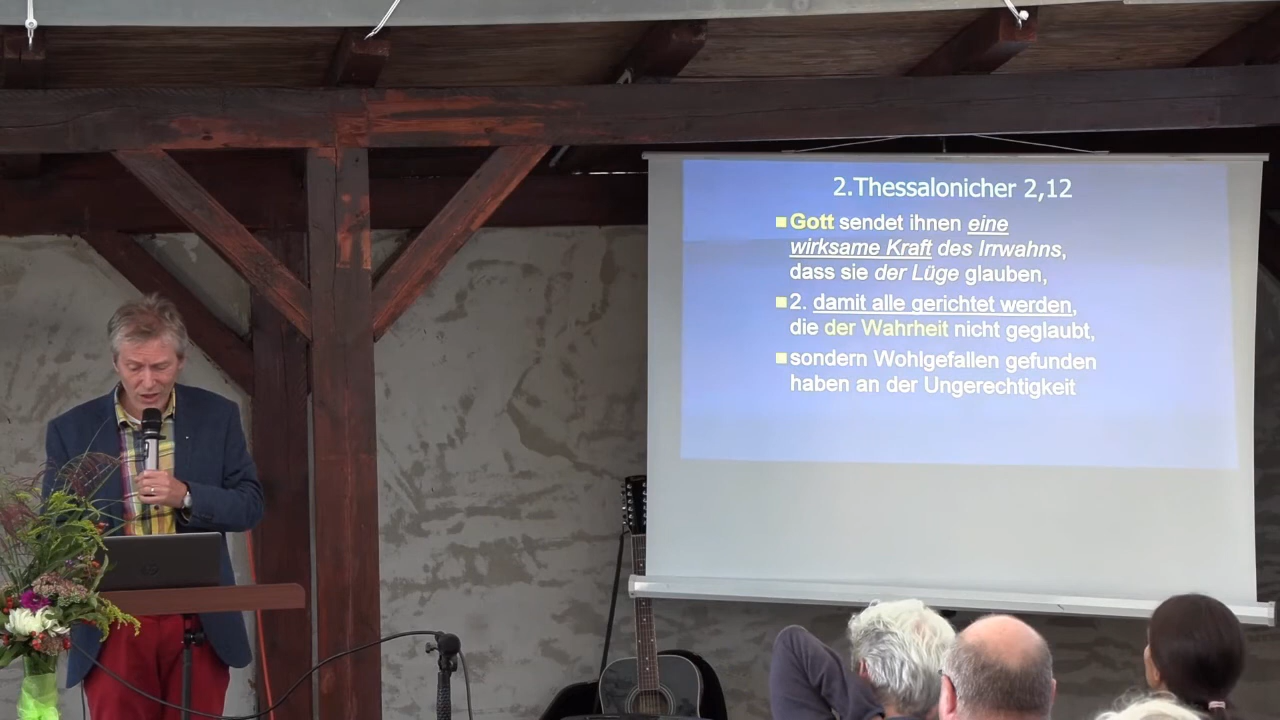 2.Thessalonicher 2,12
Gott sendet ihnen eine
wirksame Kraft des Irrwahns,
dass sie der Lüge glauben,
2. damit alle gerichtet werden,
die der Wahrheit nicht geglaubt,
sondern Wohlgefallen gefunden
haben an der Ungerechtigkeit